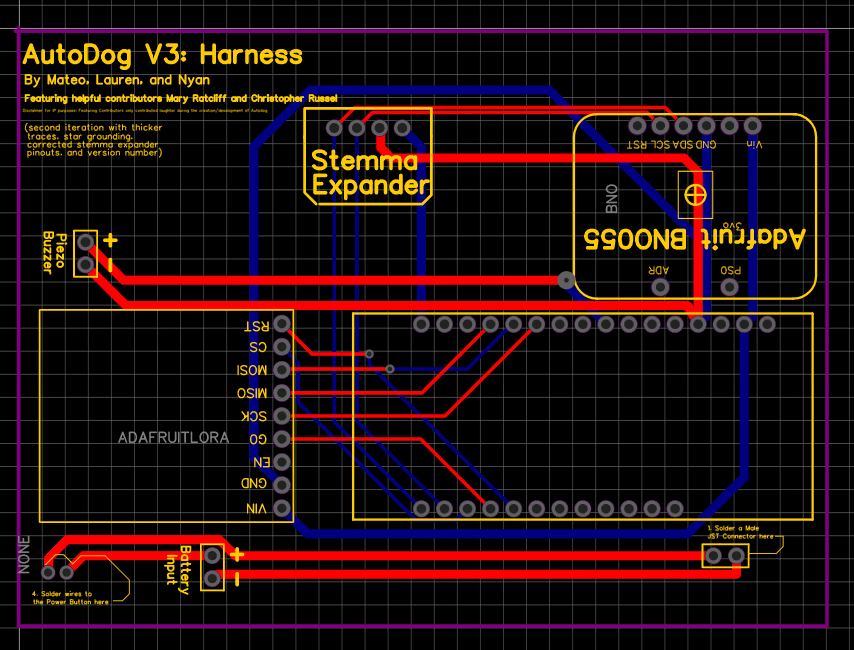 AutoDog V3: Harness
By Mateo, Lauren, and Nyan
Featuring helpful contributors Mary Ratcliff and Christopher Russel
(second iteration with thicker
traces, star grounding,
corrected stemma expander
pinouts, and version number)
Stemma
Expander
RST SCL SDA GND
Vin
BNO
3vo
Adafruit BNO055
ADR
PS0
Piezo
Buzzer
+
-
RST
CS
MOSI
MISO
SCK
G0
EN
GND
VIN
ADAFRUITLORA
NONE
Battery
Input
+
-
1. Solder a Male
JST Connector here
4. Solder wires to
the Power Button here